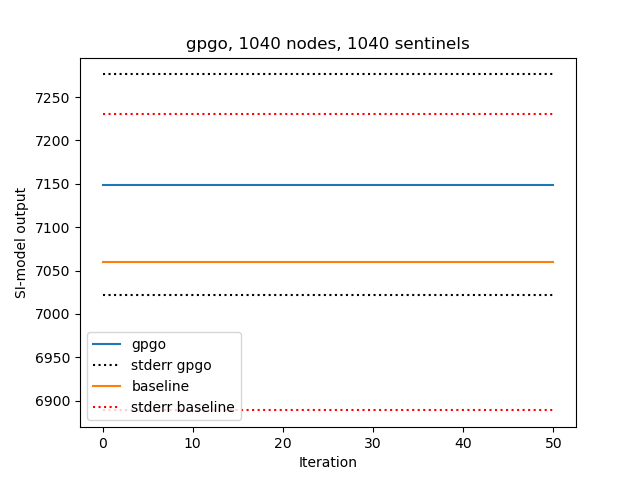 gpgo, 1040 nodes, 1040 sentinels
SI-model output
7250
7200
7150
7100
7050
7000
6950
6900
gpgo
stderr gpgo
baseline
stderr baseline
0 10 20 30 40 50
Iteration